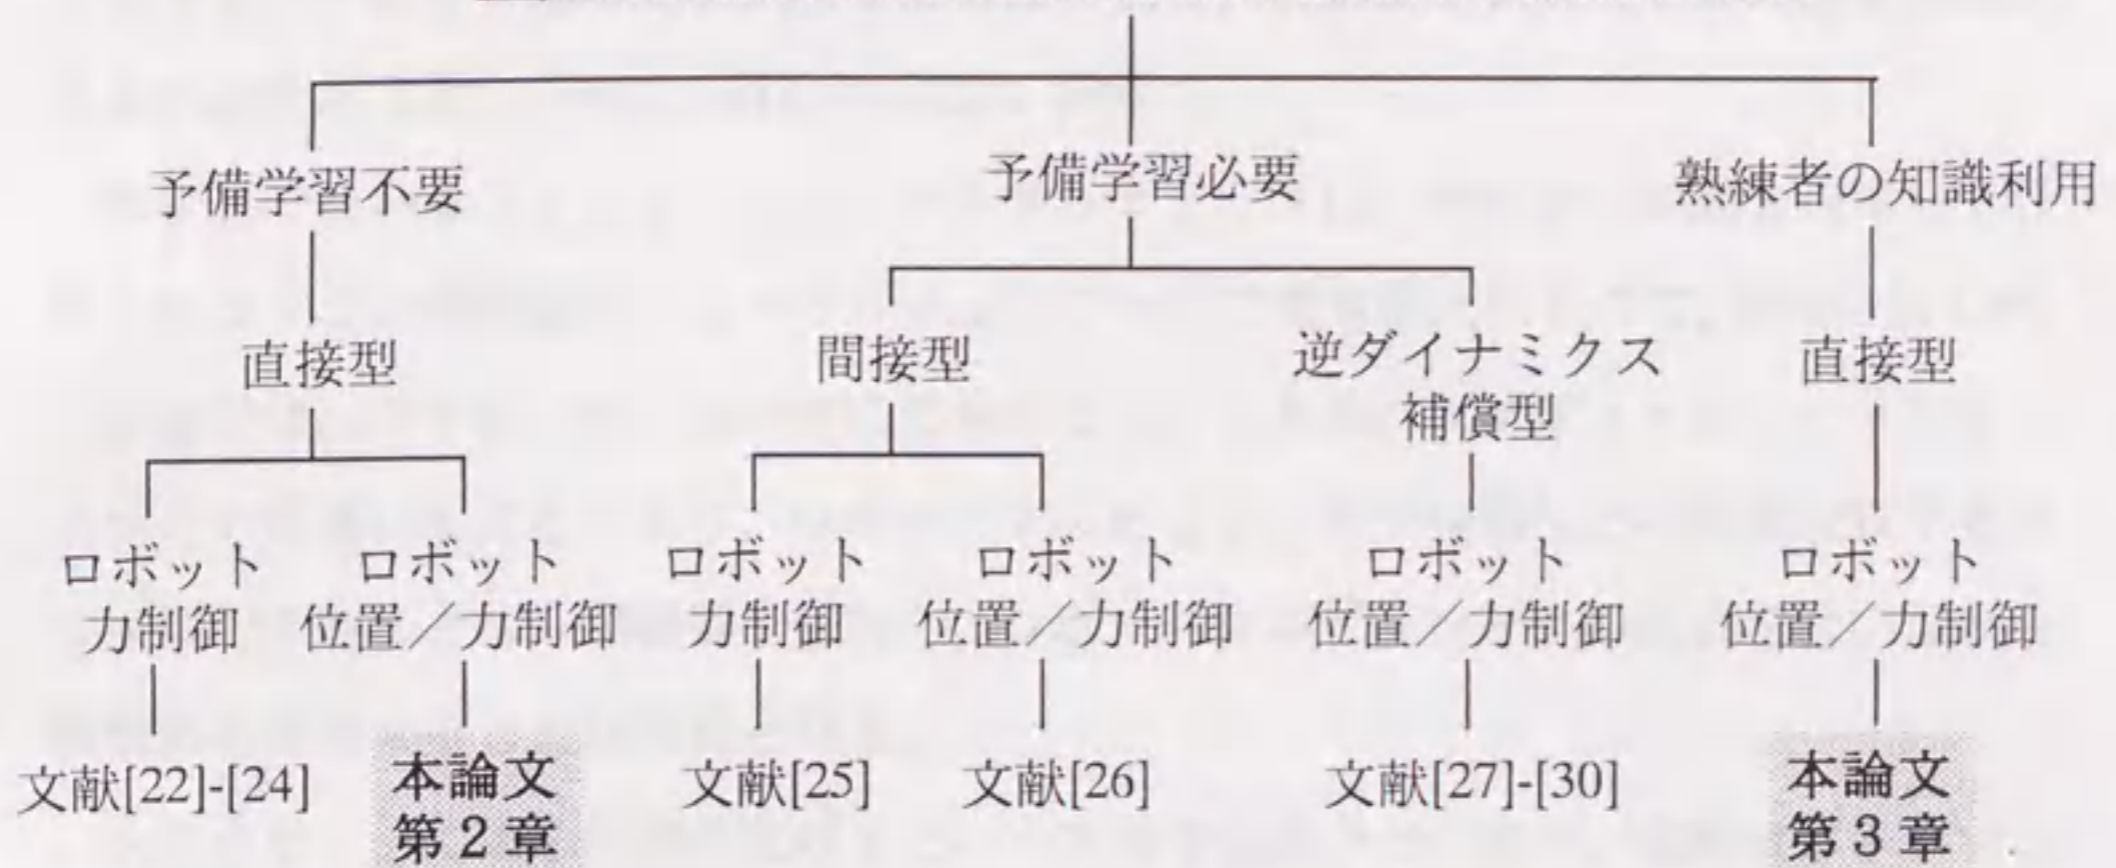 予備学習不要
予備学習必要
熟練者の知識利用
直接型
間接型
逆ダイナミクス
補償型
直接型
ロボット
力制御
ロボット
位置／力制御
ロボット
力制御
ロボット
位置／力制御
ロボット
位置／力制御
ロボット
位置／力制御
文献[22]-[24]
本論文
第２章
文献[25]
文献[26]
文献[27]-[30]
本論文
第３章